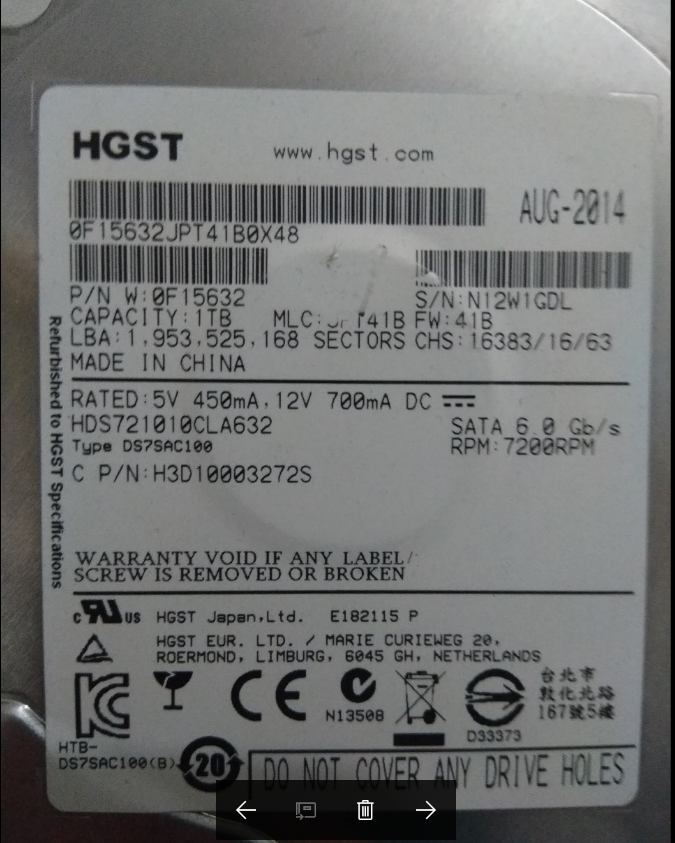 HGST www.hgst.com
AUG-2014
0F15632JPT41B0X48
P/N W:0F15632 S/N:N12W1GDL
CAPACITY:1TB MLC: T41B FW:41B
LBA:1,953,525,168 SECTORS CHS:16383/16/63
MADE IN CHINA
Refurbished to HGST Specifications
RATED:5V 450mA,12V 700mA DC
HDS721010CLA632 SATA 6.0 Gb/s
Type DS7SAC100 RPM:7200RPM
C P/N:H3D10003272S
WARRANTY VOID IF ANY LABEL/
SCREW IS REMOVED OR BROKEN
c RU US HGST Japan,Ltd. E182115 P
HGST EUR. LTD. / MARIE CURIEWEG 20,
ROERMOND, LIMBURG, 6045 GH, NETHERLANDS
CE
N13508
D33373
台北市
敦化北路
167號5樓
HTB-
DS7SAC100(B)
20
DO NOT COVER ANY DRIVE HOLES